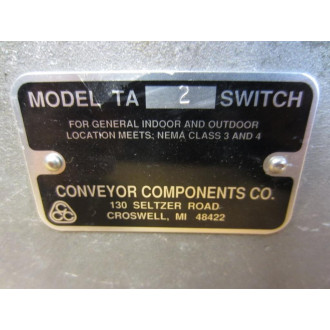 MODEL TA 2 SWITCH
FOR GENERAL INDOOR AND OUTDOOR
LOCATION MEETS; NEMA CLASS 3 AND 4
CONVEYOR COMPONENTS CO.
130 SELTZER ROAD
CROSWELL, MI 48422